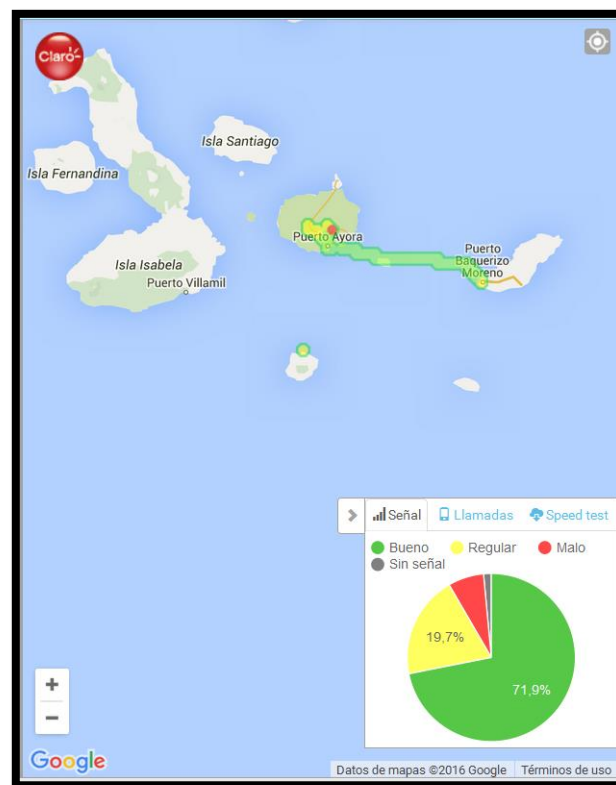 Claro
Isla Santiago
Isla Fernandina
Puerto Ayora
Puerto
Baquerizo
Moreno
Isla Isabela
Puerto Villamil
Señal
Llamadas
Speed test
Bueno
Regular
Malo
Sin señal
19,7%
71,9%
+
−
Google
Datos de mapas ©2016 Google
Términos de uso